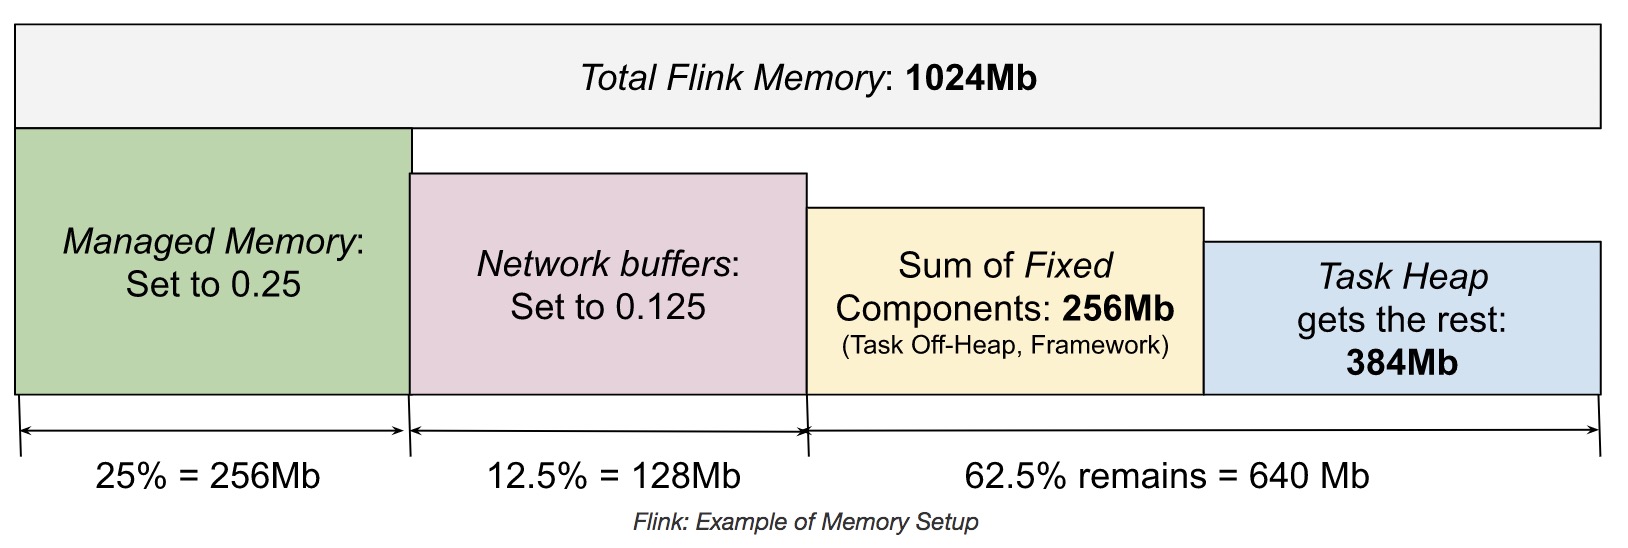 Total Flink Memory: 1024Mb
Managed Memory:
Set to 0.25
Network buffers:
Set to 0.125
Sum of Fixed
Components: 256Mb
(Task Off-Heap, Framework)
Task Heap
gets the rest:
384Mb
25% = 256Mb
12.5% = 128Mb
62.5% remains = 640 Mb
Flink: Example of Memory Setup